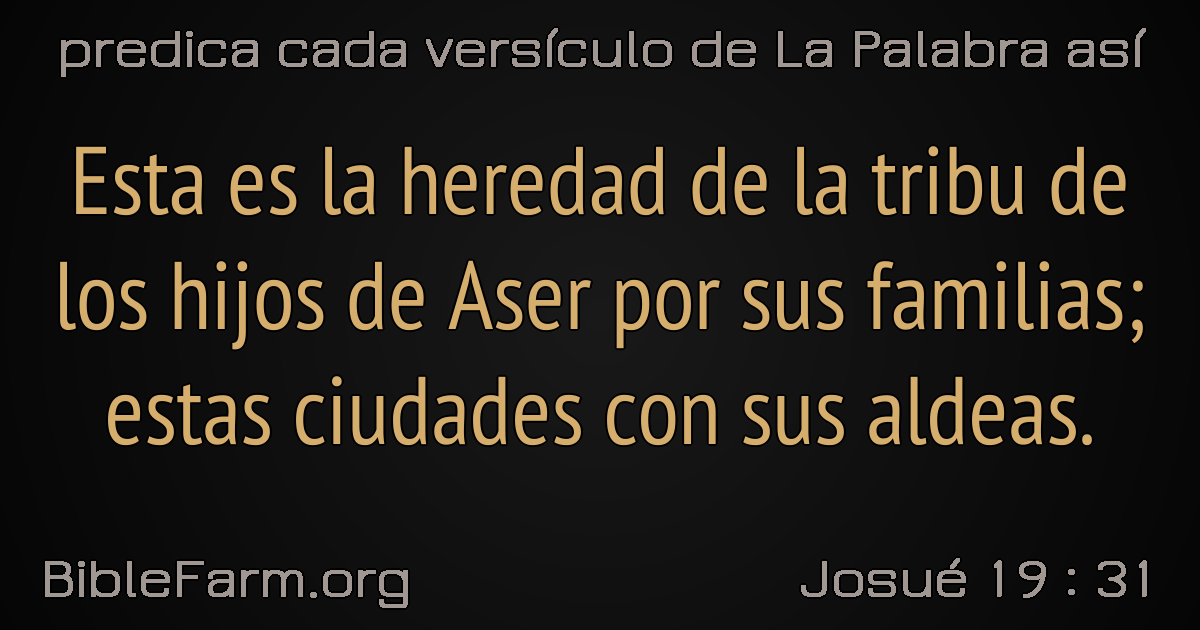 predica cada versículo de La Palabra así
Esta es la heredad de la tribu de
los hijos de Aser por sus familias;
estas ciudades con sus aldeas.
BibleFarm.org
Josué 19 : 31